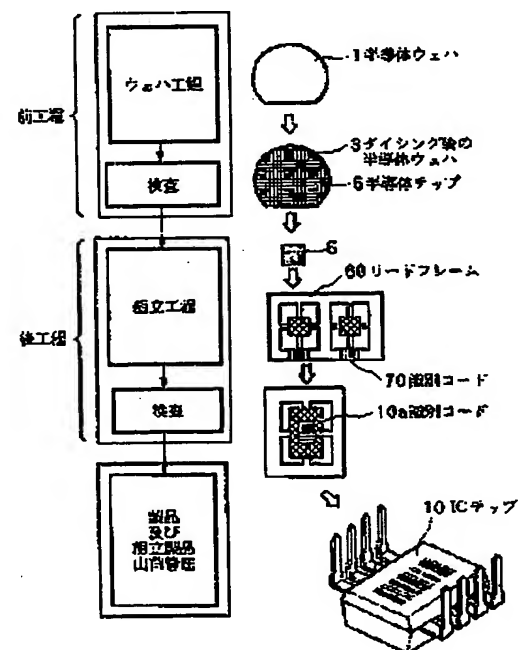 前工程
ウェハ工程
検査
後工程
組立工程
検査
製品
及び
組立製品
出荷管理
1半導体ウェハ
3ダイシング後の
半導体ウェハ
6半導体チップ
6
60リードフレーム
70識別コード
10a識別コード
10 ICチップ